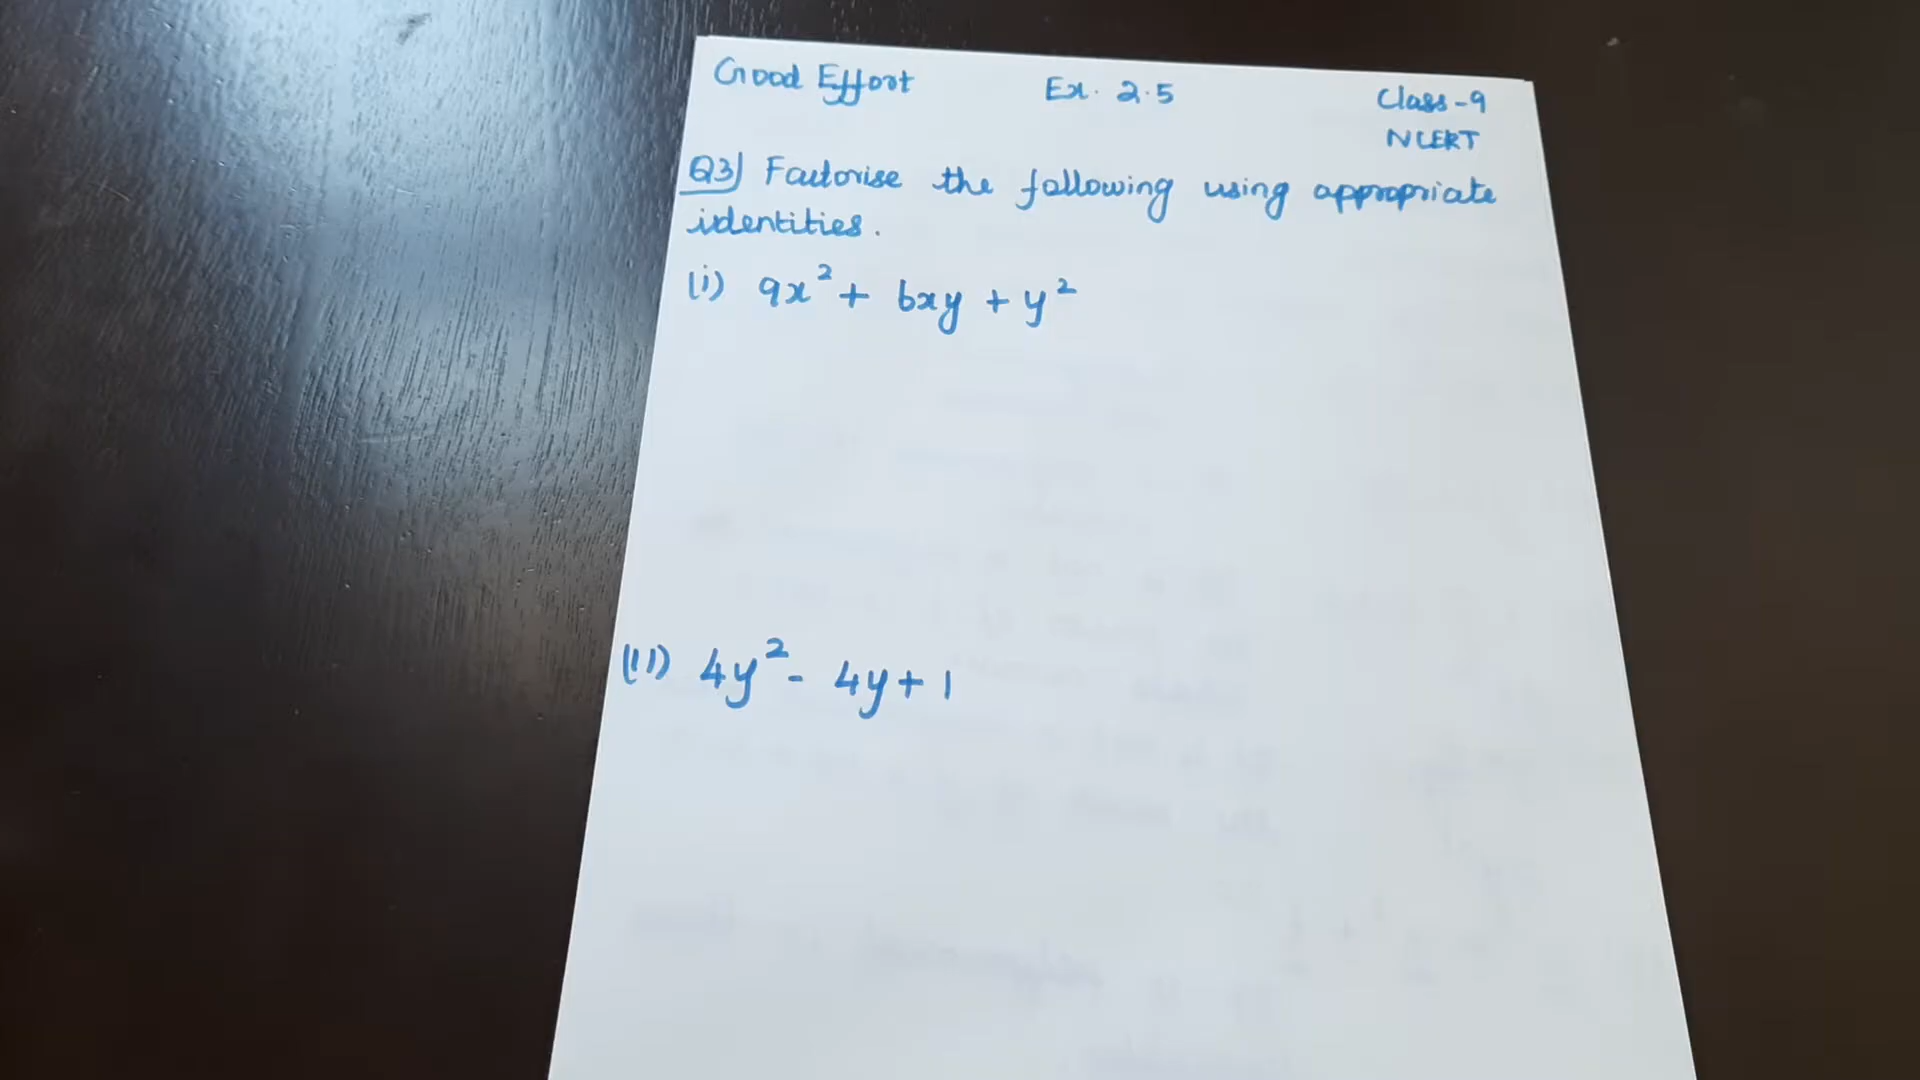 Good Effort Ex. 2.5 Class-9
NCERT
Q3) Factorise the following using appropriate
identities.
(i) 9x² + 6xy + y²
(ii) 4y² - 4y + 1